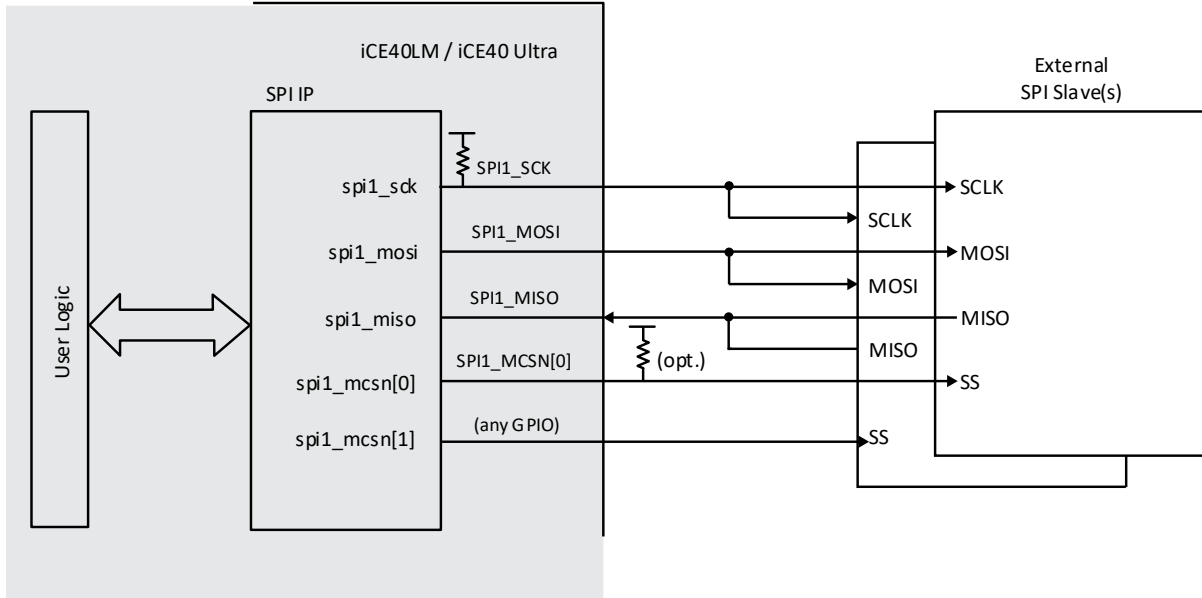 iCE40LM / iCE40 Ultra
External
SPI Slave(s)
SPI IP
SPI1_SCK
spi1_sck
SCLK
SCLK
SPI1_MOSI
spi1_mosi
MOSI
MOSI
SPI1_MISO
spi1_miso
MISO
MISO
User Logic
SPI1_MCSN[0]
(opt.)
spi1_mcsn[0]
SS
(any GPIO)
spi1_mcsn[1]
SS